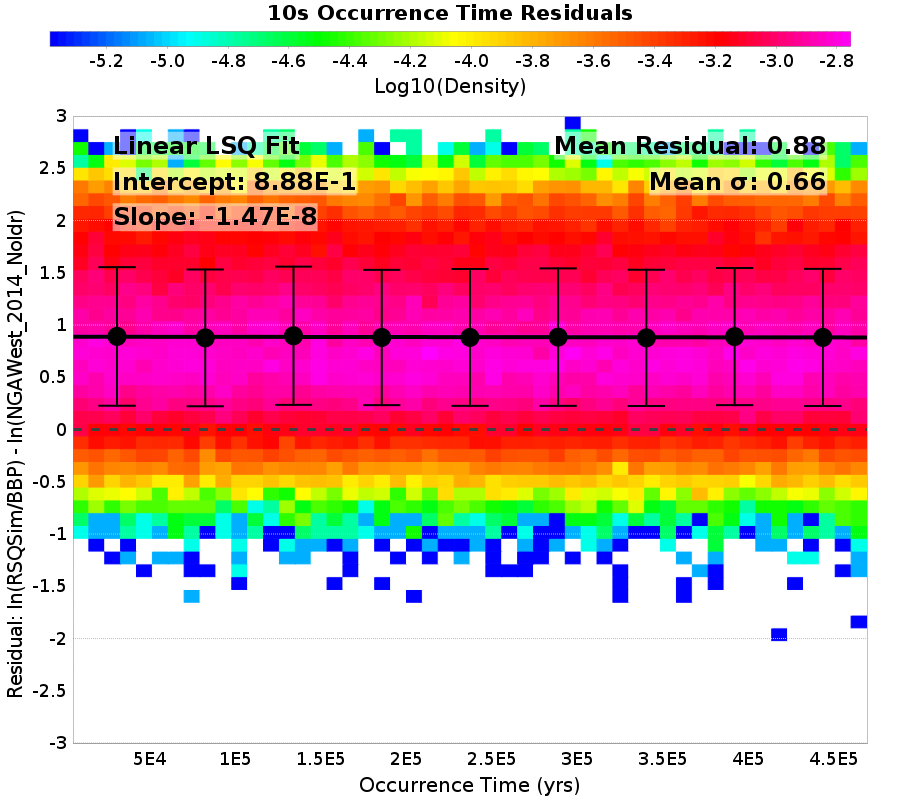 10s Occurrence Time Residuals
-5.2 -5.0 -4.8 -4.6 -4.4 -4.2 -4.0 -3.8 -3.6 -3.4 -3.2 -3.0 -2.8
Log10(Density)
Residual: ln(RSQSim/BBP) - ln(NGAWest_2014_NoIdr)
3
2.5
2
1.5
1
0.5
0
-0.5
-1
-1.5
-2
-2.5
-3
Linear LSQ Fit
Intercept: 8.88E-1
Slope: -1.47E-8
Mean Residual: 0.88
Mean σ: 0.66
5E4 1E5 1.5E5 2E5 2.5E5 3E5 3.5E5 4E5 4.5E5
Occurrence Time (yrs)